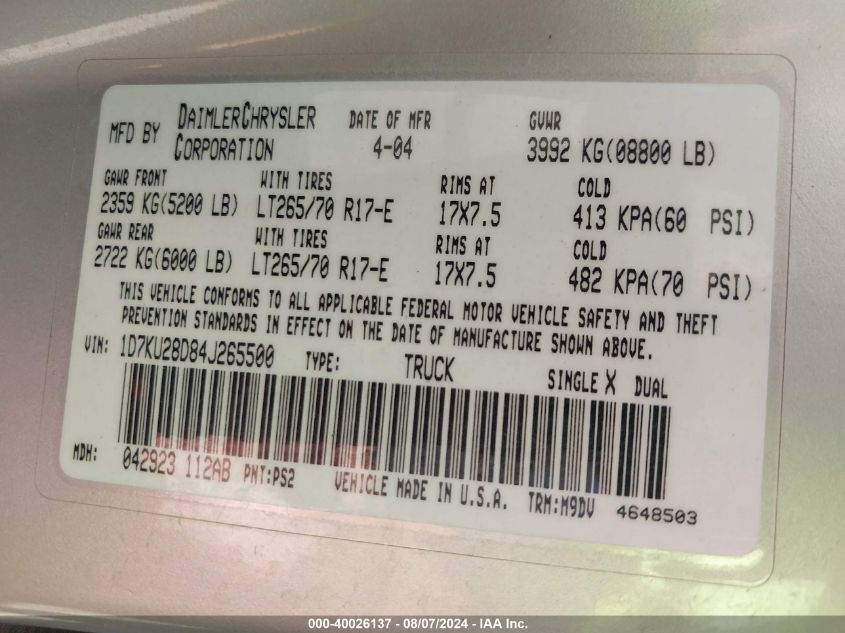 MFD BY DAIMLERCHRYSLER CORPORATION DATE OF MFR 4-04 GVWR 3992 KG(08800 LB)
GAWR FRONT WITH TIRES RIMS AT COLD
2359 KG(5200 LB) LT265/70 R17-E 17X7.5 413 KPA(60 PSI)
GAWR REAR WITH TIRES RIMS AT COLD
2722 KG(6000 LB) LT265/70 R17-E 17X7.5 482 KPA(70 PSI)
THIS VEHICLE CONFORMS TO ALL APPLICABLE FEDERAL MOTOR VEHICLE SAFETY AND THEFT
PREVENTION STANDARDS IN EFFECT ON THE DATE OF MANUFACTURE SHOWN ABOVE.
VIN: 1D7KU28D84J265500 TYPE: TRUCK SINGLE X DUAL
MDH: 042923 112AB PNT:PS2 VEHICLE MADE IN U.S.A. TRM:M9DV 4648503
000-40026137 - 08/07/2024 - IAA Inc.